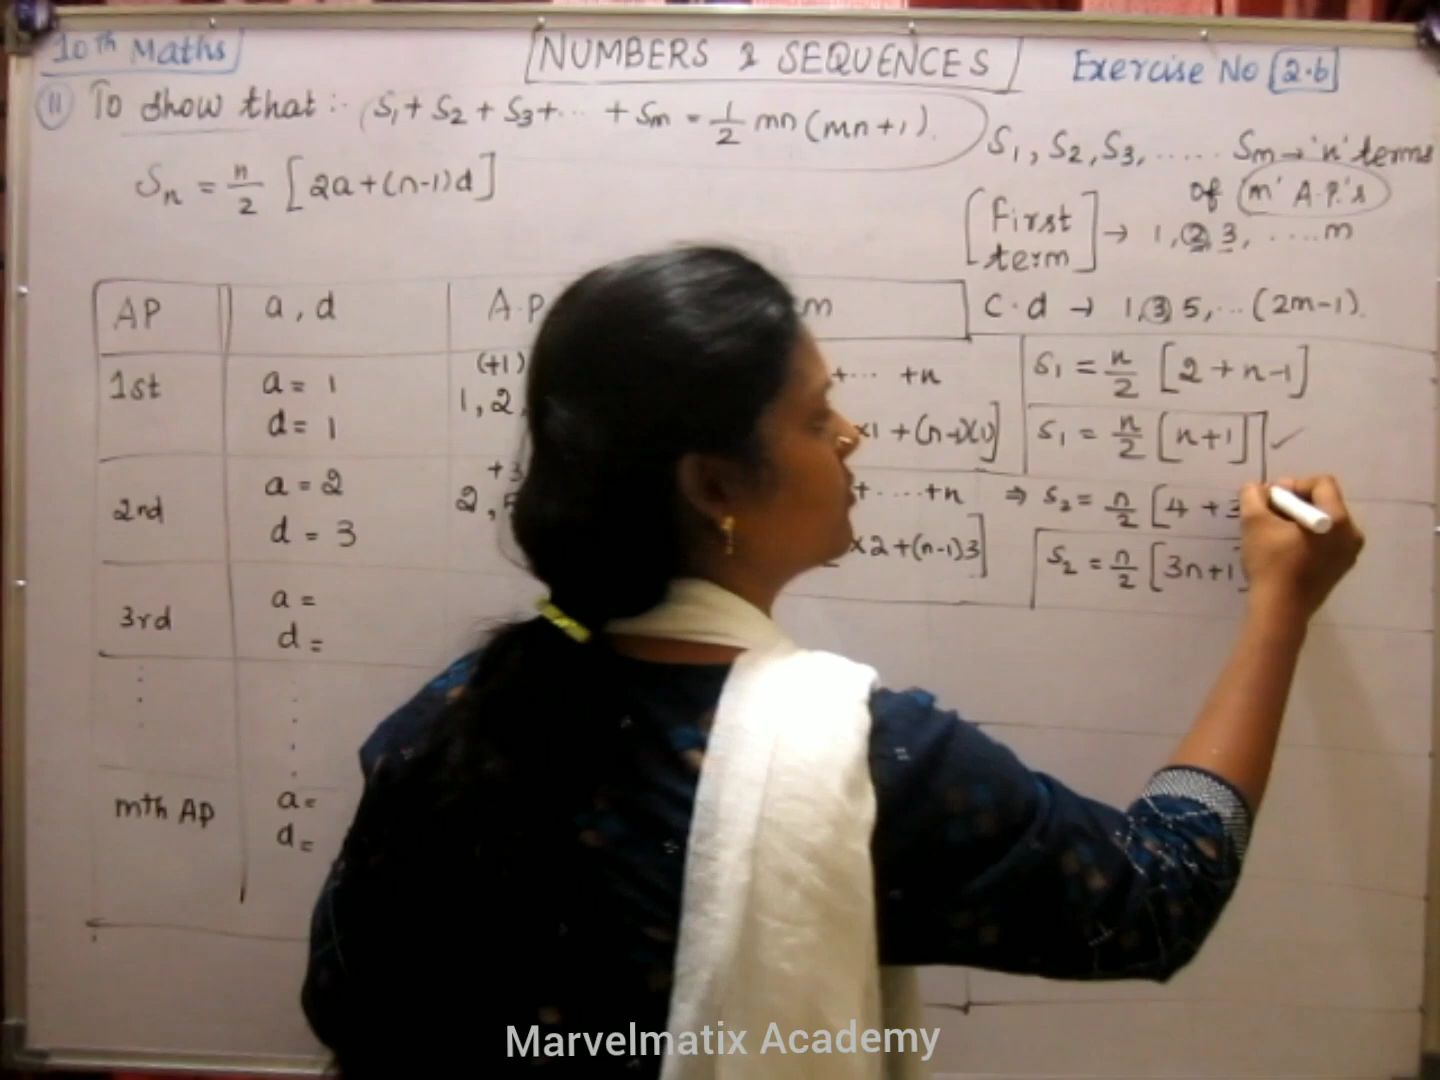 10th Maths
NUMBERS & SEQUENCES
Exercise No 2.6
11 To show that :- S1 + S2 + S3 + ... + Sm = 1/2 mn (mn+1).
S1, S2, S3, ...... Sm → 'n' terms
of 'm' A.P.'s
Sn = n/2 [2a+(n-1)d]
[First term] → 1, 2, 3, .....m
C.d → 1, 3, 5, ... (2m-1).
AP a, d A.P m
1st a = 1 (+1) +... +n S1 = n/2 [2+n-1]
d = 1 1, 2, x1 + (n-1)(1)] S1 = n/2 [n+1] ✓
2nd a = 2 +3 + ....+n ⇒ S2 = n/2 [4 + 3
d = 3 2, 5 x2+(n-1)3] S2 = n/2 [3n+1
3rd a =
d =
mth AP a =
d =
Marvelmatix Academy